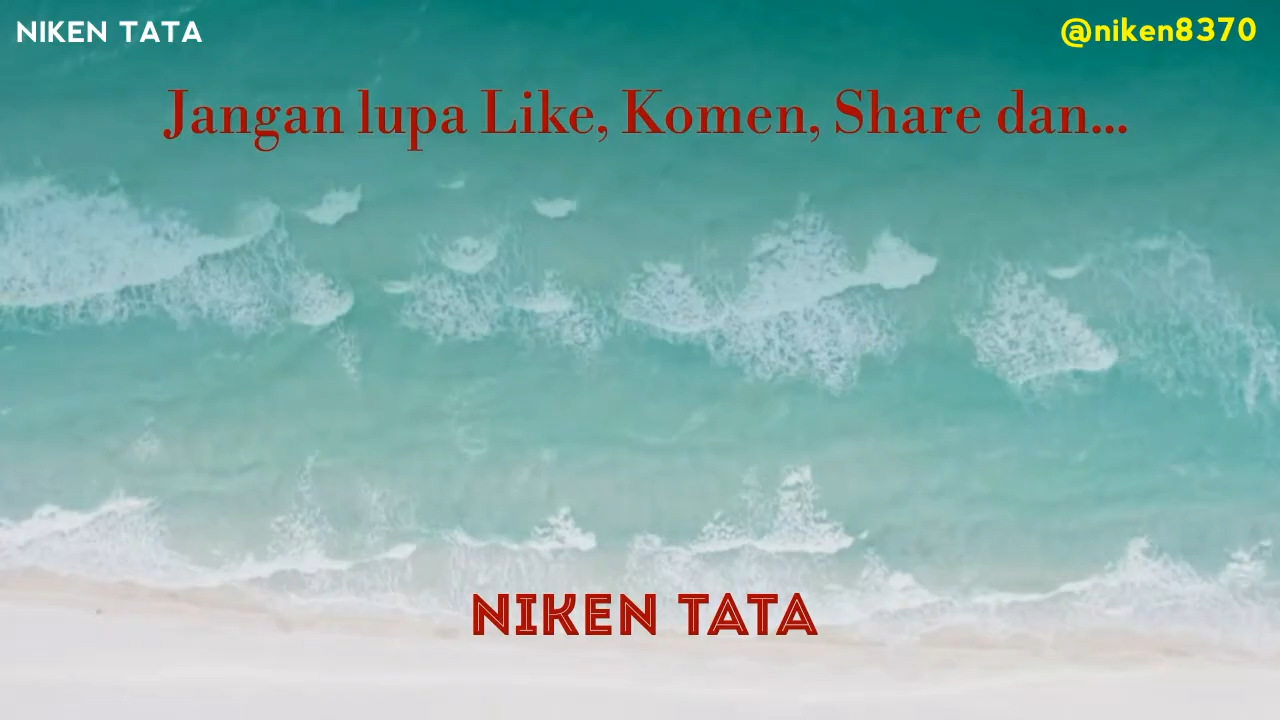 NIKEN TATA
@niken8370
Jangan lupa Like, Komen, Share dan...
NIKEN TATA